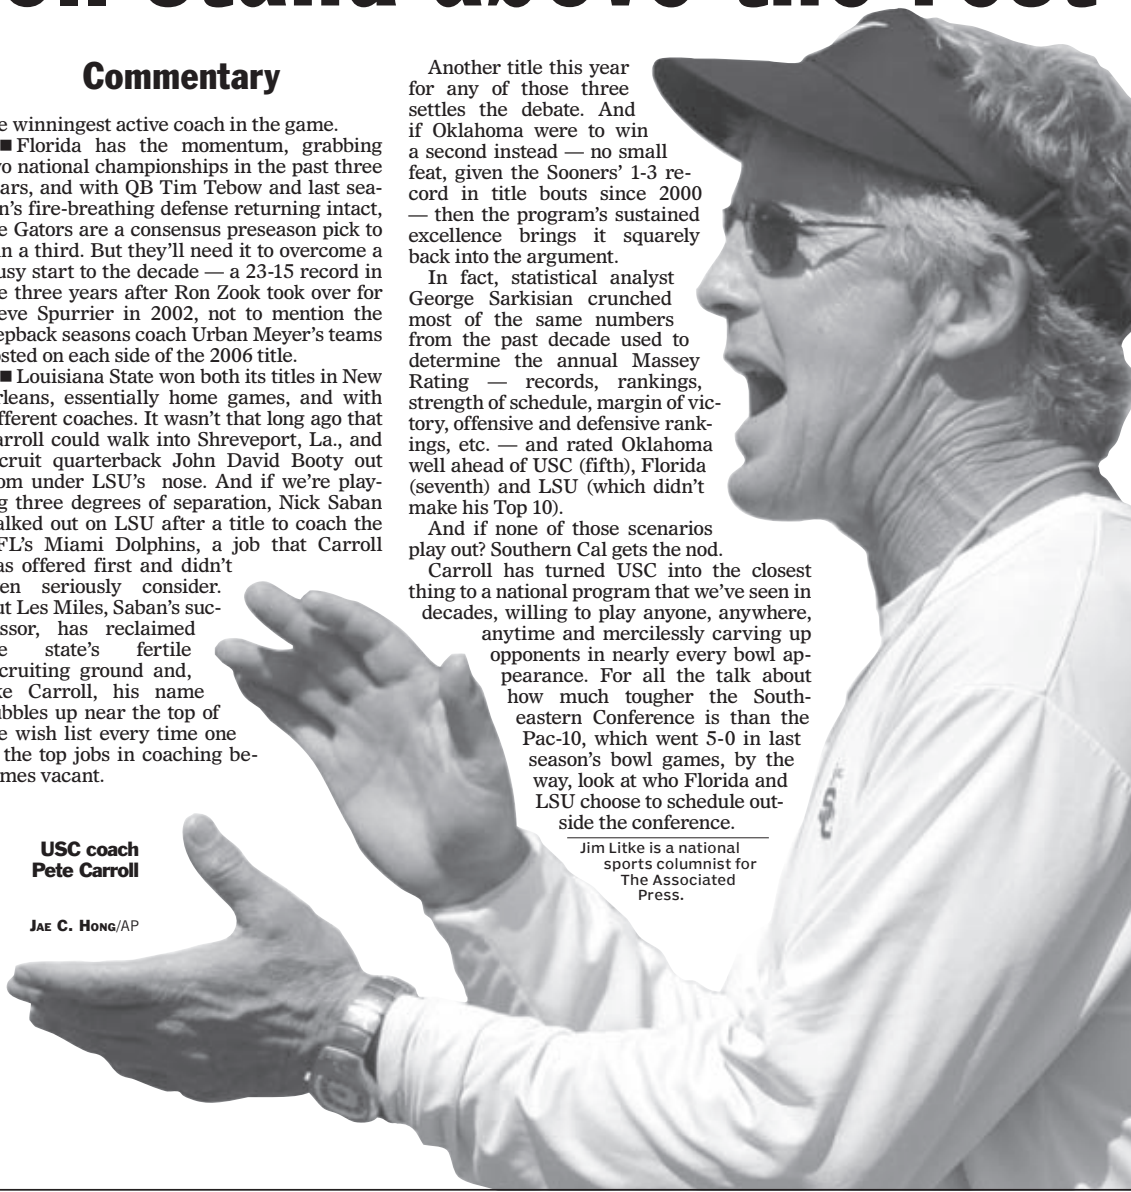 Commentary
e winningest active coach in the game.
■ Florida has the momentum, grabbing
o national championships in the past three
ars, and with QB Tim Tebow and last sea-
n's fire-breathing defense returning intact,
e Gators are a consensus preseason pick to
in a third. But they'll need it to overcome a
usy start to the decade — a 23-15 record in
e three years after Ron Zook took over for
eve Spurrier in 2002, not to mention the
epback seasons coach Urban Meyer's teams
osted on each side of the 2006 title.
■ Louisiana State won both its titles in New
rleans, essentially home games, and with
fferent coaches. It wasn't that long ago that
arroll could walk into Shreveport, La., and
cruit quarterback John David Booty out
om under LSU's nose. And if we're play-
g three degrees of separation, Nick Saban
alked out on LSU after a title to coach the
FL's Miami Dolphins, a job that Carroll
as offered first and didn't
en seriously consider.
ut Les Miles, Saban's suc-
ssor, has reclaimed
e state's fertile
cruiting ground and,
ke Carroll, his name
bbles up near the top of
e wish list every time one
the top jobs in coaching be-
mes vacant.
USC coach
Pete Carroll
JAE C. HONG/AP
Another title this year
for any of those three
settles the debate. And
if Oklahoma were to win
a second instead — no small
feat, given the Sooners' 1-3 re-
cord in title bouts since 2000
— then the program's sustained
excellence brings it squarely
back into the argument.
In fact, statistical analyst
George Sarkisian crunched
most of the same numbers
from the past decade used to
determine the annual Massey
Rating — records, rankings,
strength of schedule, margin of vic-
tory, offensive and defensive rank-
ings, etc. — and rated Oklahoma
well ahead of USC (fifth), Florida
(seventh) and LSU (which didn't
make his Top 10).
And if none of those scenarios
play out? Southern Cal gets the nod.
Carroll has turned USC into the closest
thing to a national program that we've seen in
decades, willing to play anyone, anywhere,
anytime and mercilessly carving up
opponents in nearly every bowl ap-
pearance. For all the talk about
how much tougher the South-
eastern Conference is than the
Pac-10, which went 5-0 in last
season's bowl games, by the
way, look at who Florida and
LSU choose to schedule out-
side the conference.
Jim Litke is a national
sports columnist for
The Associated
Press.